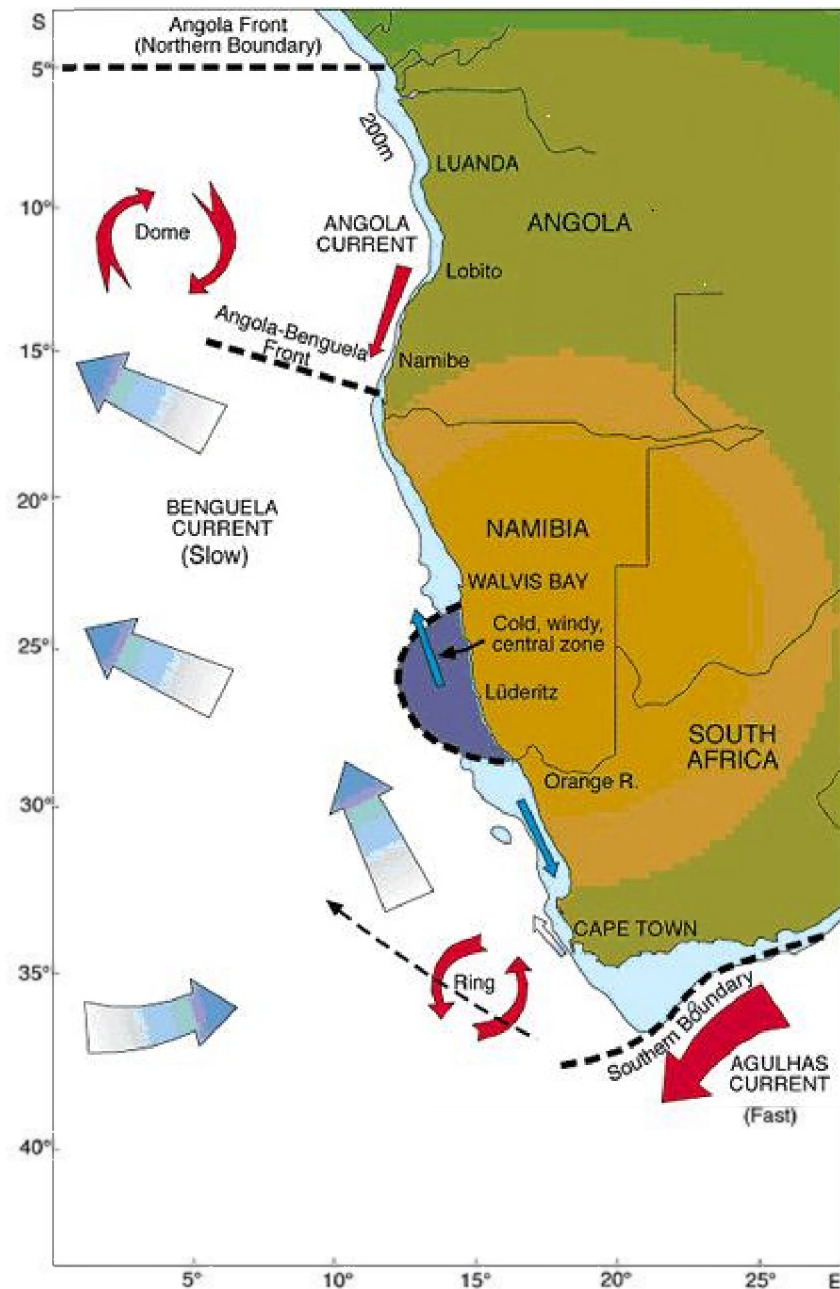 S
Angola Front
(Northern Boundary)
5°
200m
LUANDA
10°
Dome
ANGOLA
CURRENT
ANGOLA
Lobito
Angola-Benguela
Front
15°
Namibe
20°
BENGUELA
CURRENT
(Slow)
NAMIBIA
WALVIS BAY
Cold, windy,
central zone
25°
Lüderitz
SOUTH
AFRICA
Orange R.
30°
CAPE TOWN
35°
Ring
Southern Boundary
AGULHAS
CURRENT
(Fast)
40°
5°
10°
15°
20°
25°
E